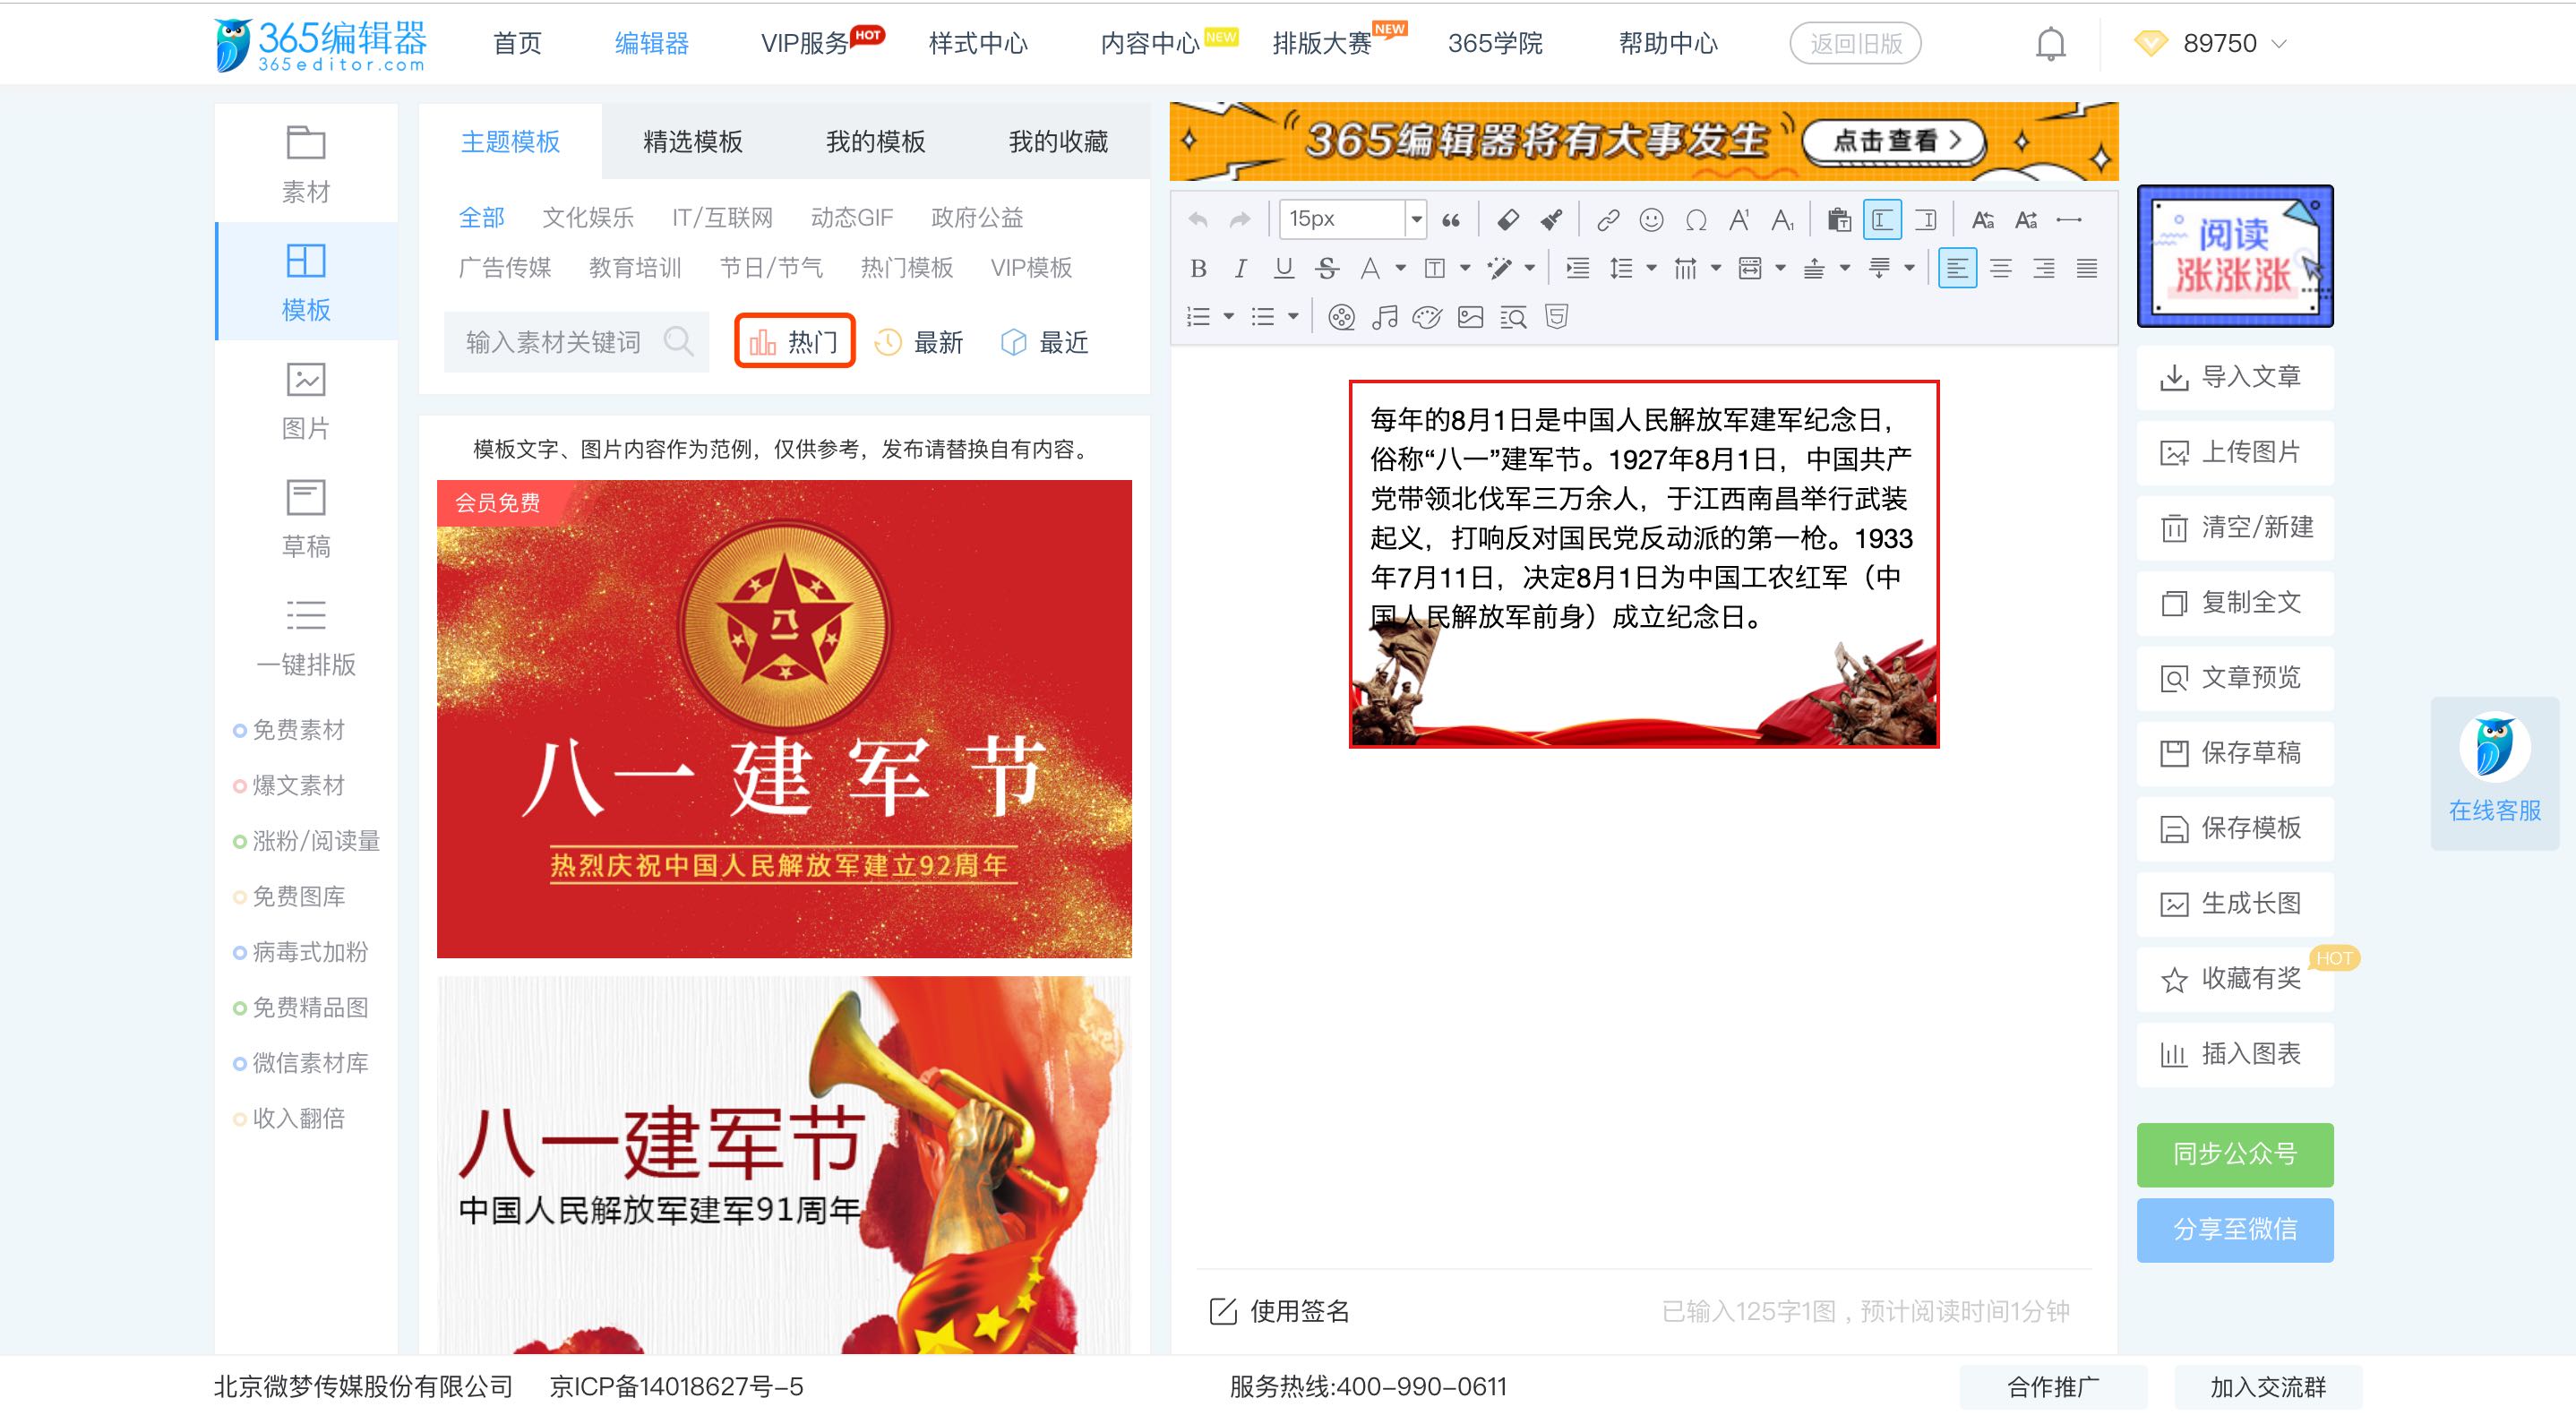 365编辑器
365editor.com
首页
编辑器
VIP服务
HOT
样式中心
内容中心
NEW
排版大赛
NEW
365学院
帮助中心
返回旧版
89750
素材
模板
图片
草稿
一键排版
免费素材
爆文素材
涨粉/阅读量
免费图库
病毒式加粉
免费精品图
微信素材库
收入翻倍
主题模板
精选模板
我的模板
我的收藏
全部
文化娱乐
IT/互联网
动态GIF
政府公益
广告传媒
教育培训
节日/节气
热门模板
VIP模板
输入素材关键词
热门
最新
最近
模板文字、图片内容作为范例，仅供参考，发布请替换自有内容。
会员免费
八
八一建军节
热烈庆祝中国人民解放军建立92周年
八一建军节
中国人民解放军建军91周年
365编辑器将有大事发生
点击查看
15px
每年的8月1日是中国人民解放军建军纪念日，
俗称“八一”建军节。1927年8月1日，中国共产
党带领北伐军三万余人，于江西南昌举行武装
起义，打响反对国民党反动派的第一枪。1933
年7月11日，决定8月1日为中国工农红军（中
国人民解放军前身）成立纪念日。
使用签名
已输入125字1图，预计阅读时间1分钟
阅读
涨涨涨
导入文章
上传图片
清空/新建
复制全文
文章预览
保存草稿
保存模板
生成长图
收藏有奖
HOT
插入图表
同步公众号
分享至微信
在线客服
北京微梦传媒股份有限公司
京ICP备14018627号-5
服务热线:400-990-0611
合作推广
加入交流群